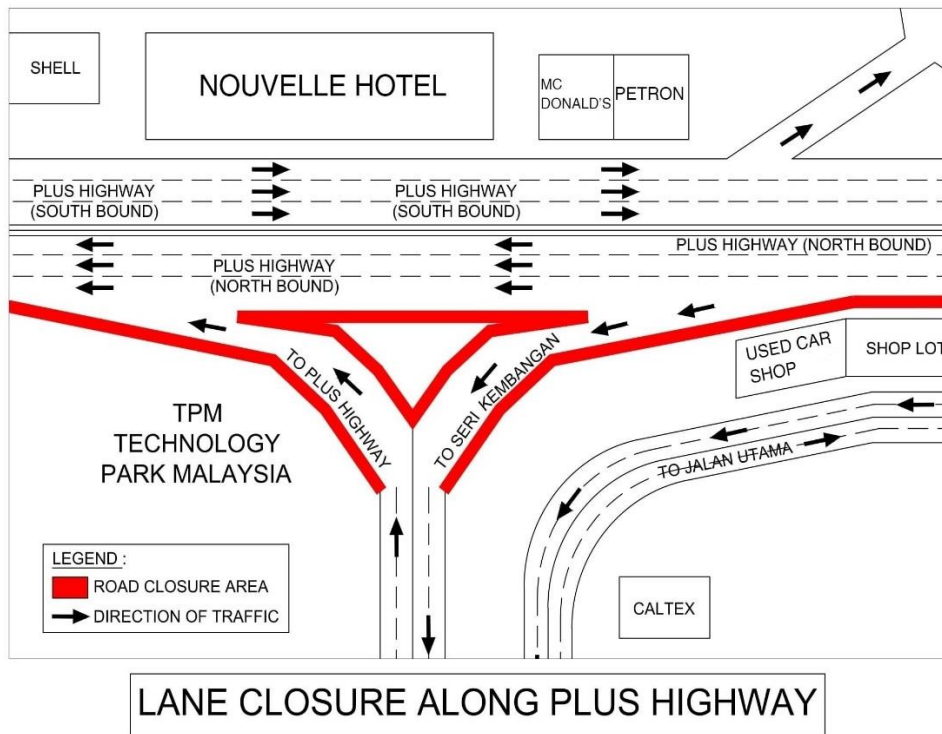 SHELL
NOUVELLE HOTEL
MC
DONALD'S
PETRON
PLUS HIGHWAY
(SOUTH BOUND)
PLUS HIGHWAY
(SOUTH BOUND)
PLUS HIGHWAY (NORTH BOUND)
PLUS HIGHWAY
(NORTH BOUND)
TO PLUS HIGHWAY
TO SERI KEMBANGAN
USED CAR
SHOP
SHOP LOT
TPM
TECHNOLOGY
PARK MALAYSIA
TO JALAN UTAMA
LEGEND :
ROAD CLOSURE AREA
DIRECTION OF TRAFFIC
CALTEX
LANE CLOSURE ALONG PLUS HIGHWAY